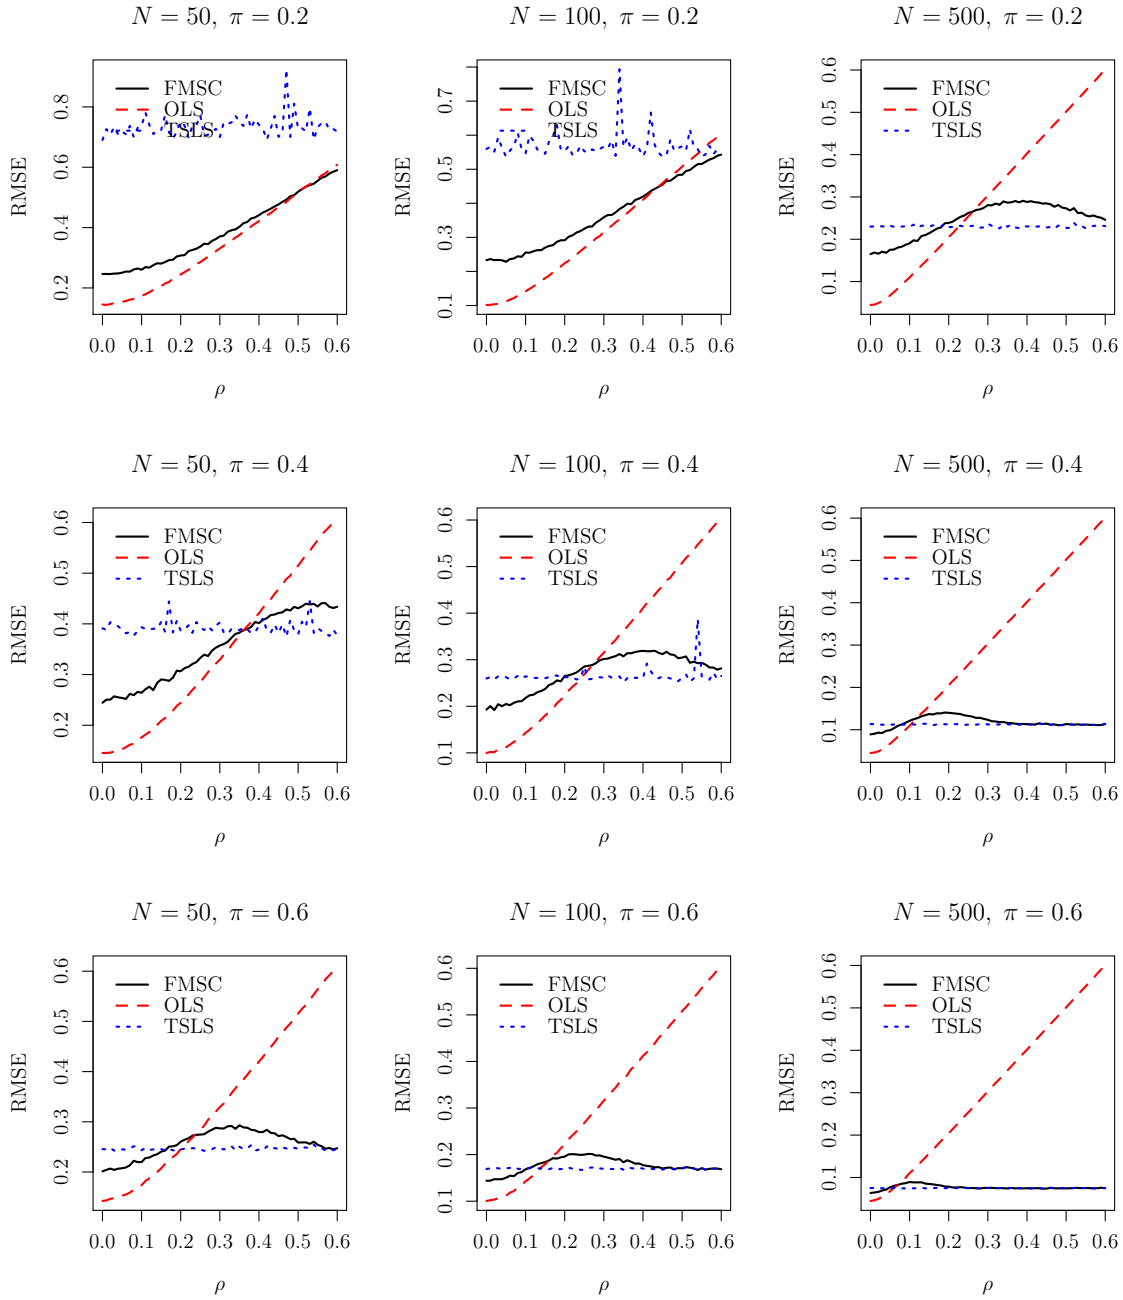 N = 50, π = 0.2
RMSE
0.2 0.4 0.6 0.8
FMSC
OLS
TSLS
0.0 0.1 0.2 0.3 0.4 0.5 0.6
ρ
N = 100, π = 0.2
RMSE
0.1 0.3 0.5 0.7
FMSC
OLS
TSLS
0.0 0.1 0.2 0.3 0.4 0.5 0.6
ρ
N = 500, π = 0.2
RMSE
0.1 0.2 0.3 0.4 0.5 0.6
FMSC
OLS
TSLS
0.0 0.1 0.2 0.3 0.4 0.5 0.6
ρ
N = 50, π = 0.4
RMSE
0.2 0.3 0.4 0.5 0.6
FMSC
OLS
TSLS
0.0 0.1 0.2 0.3 0.4 0.5 0.6
ρ
N = 100, π = 0.4
RMSE
0.1 0.2 0.3 0.4 0.5 0.6
FMSC
OLS
TSLS
0.0 0.1 0.2 0.3 0.4 0.5 0.6
ρ
N = 500, π = 0.4
RMSE
0.1 0.2 0.3 0.4 0.5 0.6
FMSC
OLS
TSLS
0.0 0.1 0.2 0.3 0.4 0.5 0.6
ρ
N = 50, π = 0.6
RMSE
0.2 0.3 0.4 0.5 0.6
FMSC
OLS
TSLS
0.0 0.1 0.2 0.3 0.4 0.5 0.6
ρ
N = 100, π = 0.6
RMSE
0.1 0.2 0.3 0.4 0.5 0.6
FMSC
OLS
TSLS
0.0 0.1 0.2 0.3 0.4 0.5 0.6
ρ
N = 500, π = 0.6
RMSE
0.1 0.2 0.3 0.4 0.5 0.6
FMSC
OLS
TSLS
0.0 0.1 0.2 0.3 0.4 0.5 0.6
ρ